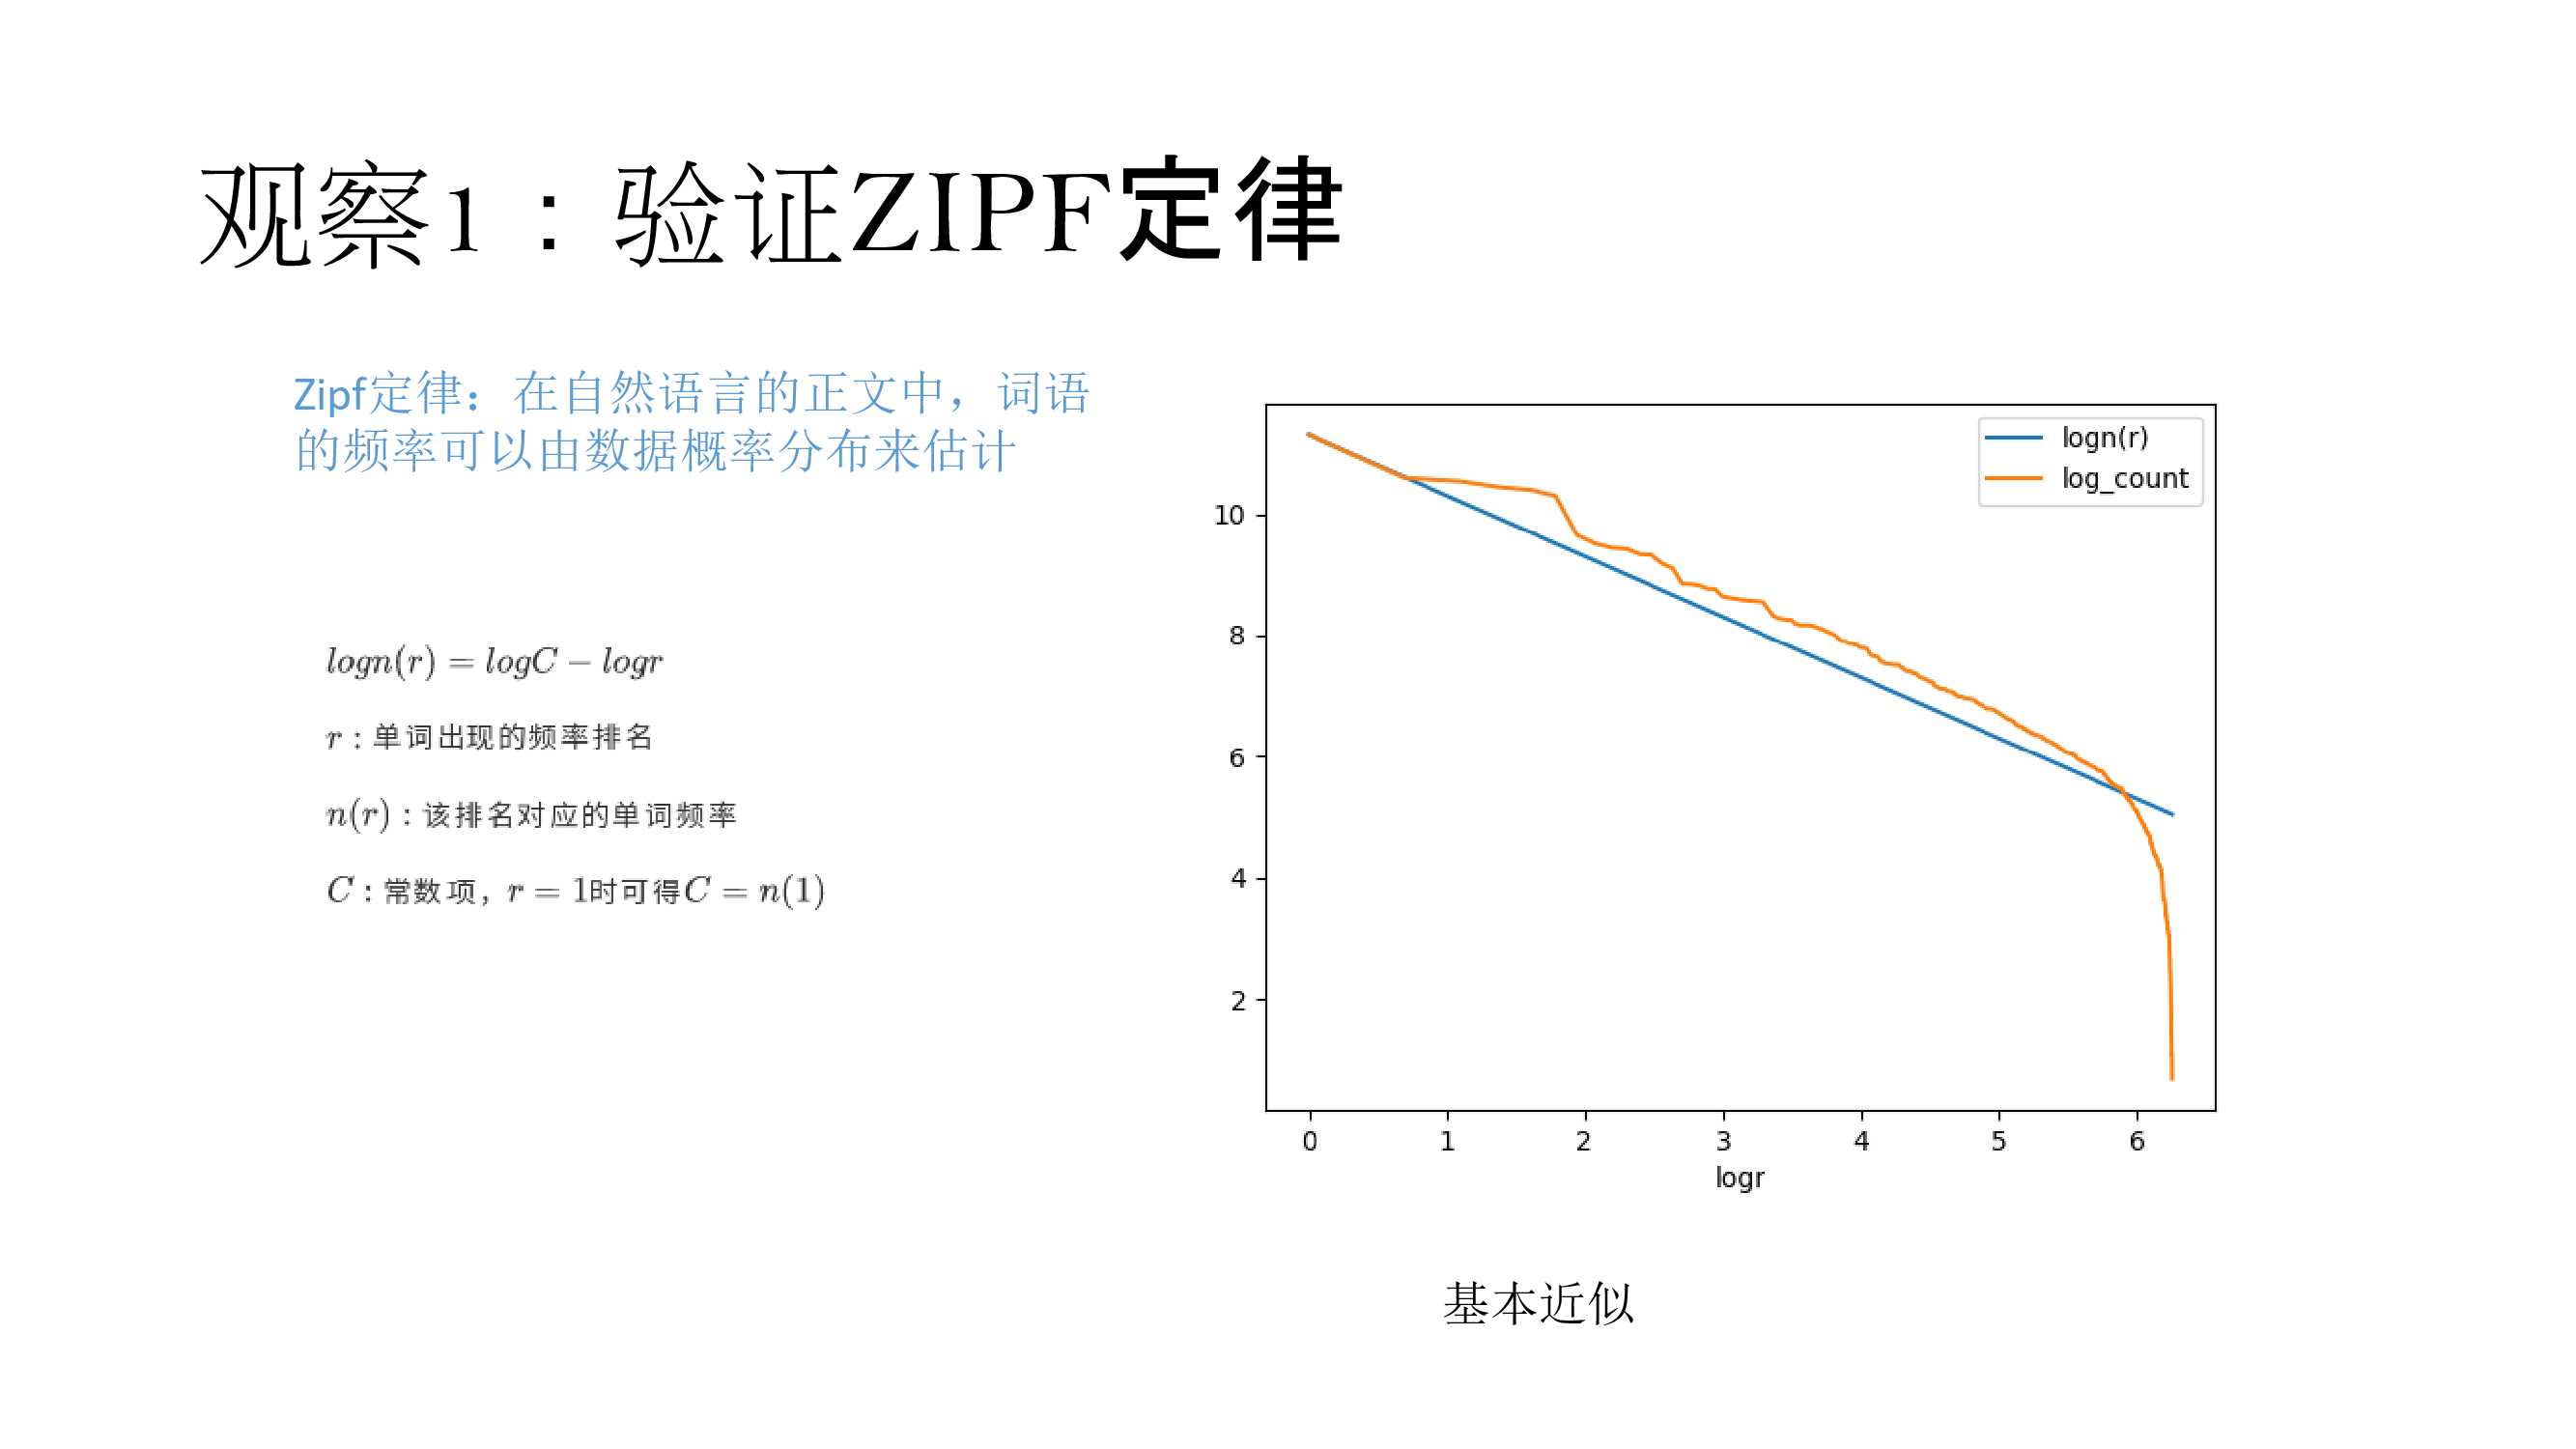 观察1：验证ZIPF定律
Zipf定律：在自然语言的正文中，词语
的频率可以由数据概率分布来估计
logn(r) = logC − logr
r：单词出现的频率排名
n(r)：该排名对应的单词频率
C：常数项，r = 1时可得C = n(1)
logn(r)
log_count
10
8
6
4
2
0 1 2 3 4 5 6
logr
基本近似